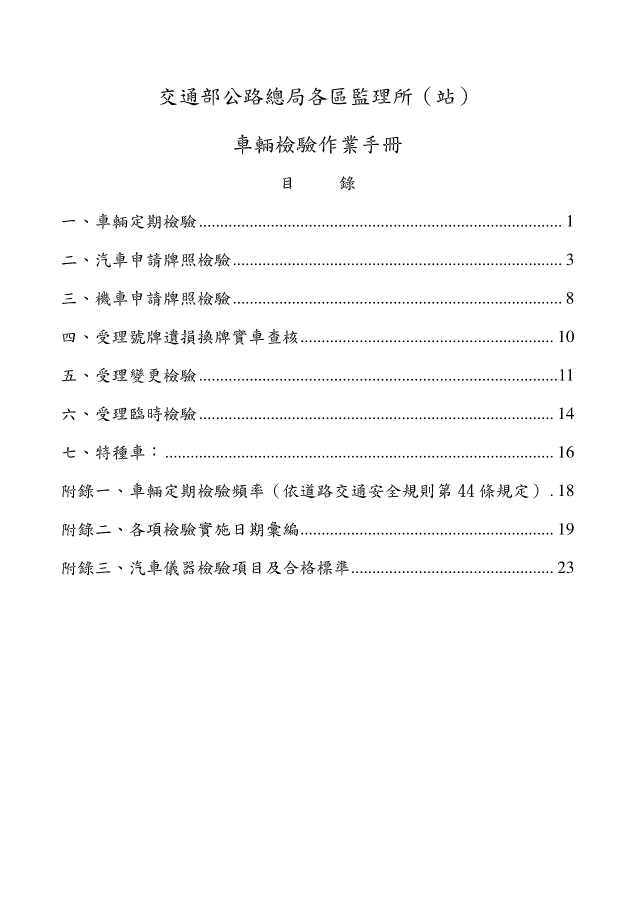 交通部公路總局各區監理所（站）
車輛檢驗作業手冊
目　　錄
一、車輛定期檢驗...................................................................................... 1
二、汽車申請牌照檢驗.............................................................................. 3
三、機車申請牌照檢驗.............................................................................. 8
四、受理號牌遺損換牌實車查核............................................................ 10
五、受理變更檢驗.....................................................................................11
六、受理臨時檢驗.................................................................................... 14
七、特種車：............................................................................................ 16
附錄一、車輛定期檢驗頻率（依道路交通安全規則第 44 條規定）. 18
附錄二、各項檢驗實施日期彙編............................................................ 19
附錄三、汽車儀器檢驗項目及合格標準................................................ 23